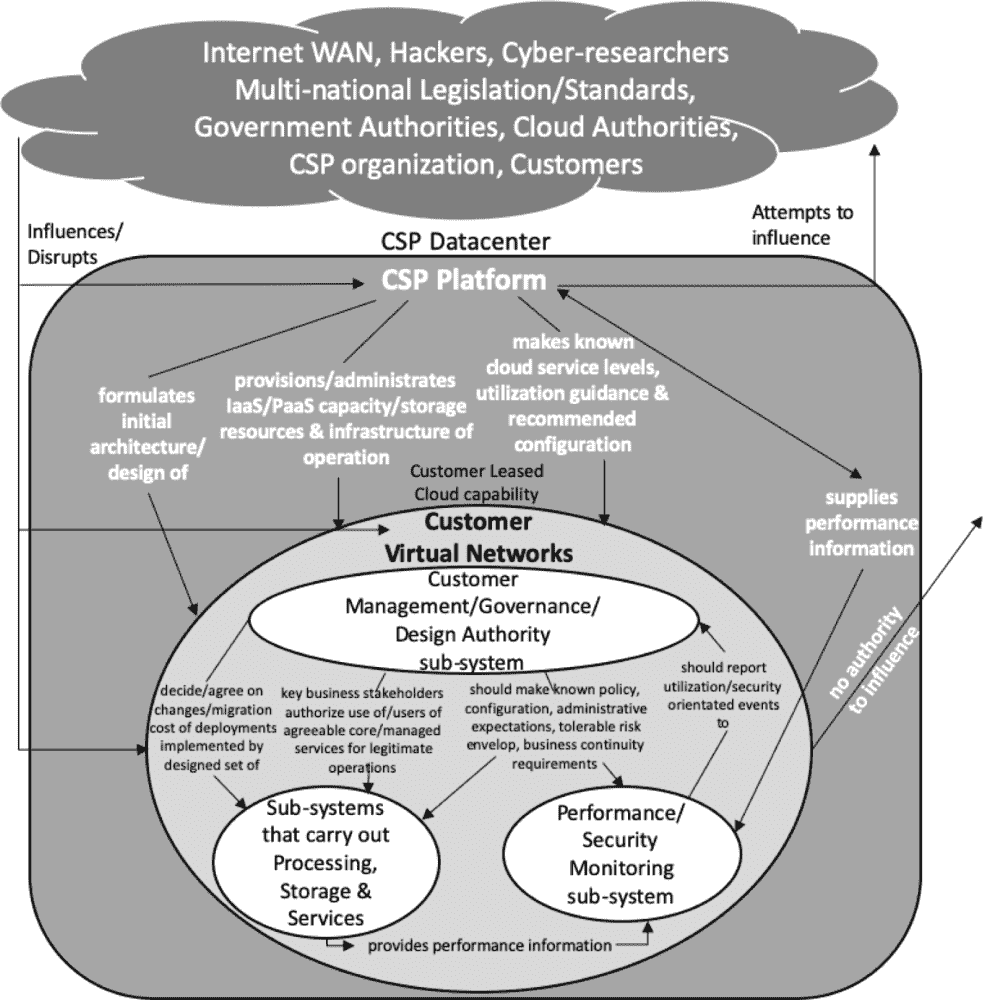 Internet WAN, Hackers, Cyber-researchers
Multi-national Legislation/Standards,
Government Authorities, Cloud Authorities,
CSP organization, Customers
Influences/
Disrupts
Attempts to
influence
CSP Datacenter
CSP Platform
formulates
initial
architecture/
design of
provisions/administrates
IaaS/PaaS capacity/storage
resources & infrastructure of
operation
makes known
cloud service levels,
utilization guidance &
recommended
configuration
supplies
performance
information
Customer Leased
Cloud capability
Customer
Virtual Networks
Customer
Management/Governance/
Design Authority
sub-system
no authority
to influence
decide/agree on
changes/migration
cost of deployments
implemented by
designed set of
key business stakeholders
authorize use of/users of
agreeable core/managed
services for legitimate
operations
should make known policy,
configuration, administrative
expectations, tolerable risk
envelop, business continuity
requirements
should report
utilization/security
orientated events
to
Sub-systems
that carry out
Processing,
Storage &
Services
Performance/
Security
Monitoring
sub-system
provides performance information